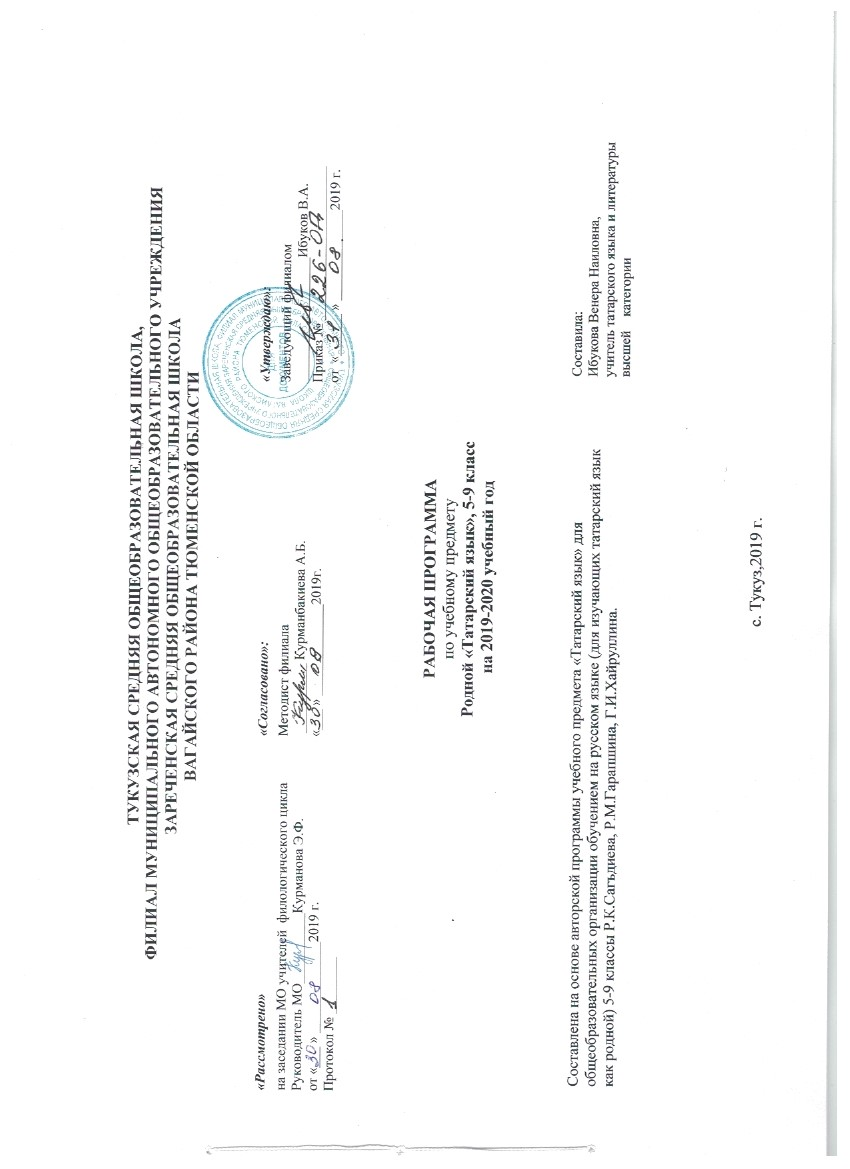 ТУКУЗСКАЯ СРЕДНЯЯ ОБЩЕОБРАЗОВАТЕЛЬНАЯ ШКОЛА,
ФИЛИАЛ МУНИЦИПАЛЬНОГО АВТОНОМНОГО ОБЩЕОБРАЗОВАТЕЛЬНОГО УЧРЕЖДЕНИЯ
ЗАРЕЧЕНСКАЯ СРЕДНЯЯ ОБЩЕОБРАЗОВАТЕЛЬНАЯ ШКОЛА
ВАГАЙСКОГО РАЙОНА ТЮМЕНСКОЙ ОБЛАСТИ
«Рассмотрено»
на заседании МО учителей филологического цикла
Руководитель МО Курманова Э.Ф.
от «30» 08 2019 г.
Протокол № 1
«Согласовано»:
Методист филиала
Курманбакиева А.Б.
«30» 08 2019г.
«Утверждаю»:
Заведующий филиалом
Ибуков В.А.
Приказ № 226-ОД
от «31» 08. 2019 г.
РАБОЧАЯ ПРОГРАММА
по учебному предмету
Родной «Татарский язык», 5-9 класс
на 2019-2020 учебный год
Составлена на основе авторской программы учебного предмета «Татарский язык» для
общеобразовательных организации обучением на русском языке (для изучающих татарский язык
как родной) 5-9 классы Р.К.Сагъдиева, Р.М.Гарапшина, Г.И.Хайруллина.
Составила:
Ибукова Венера Наиловна,
учитель татарского языка и литературы
высшей категории
с. Тукуз,2019 г.